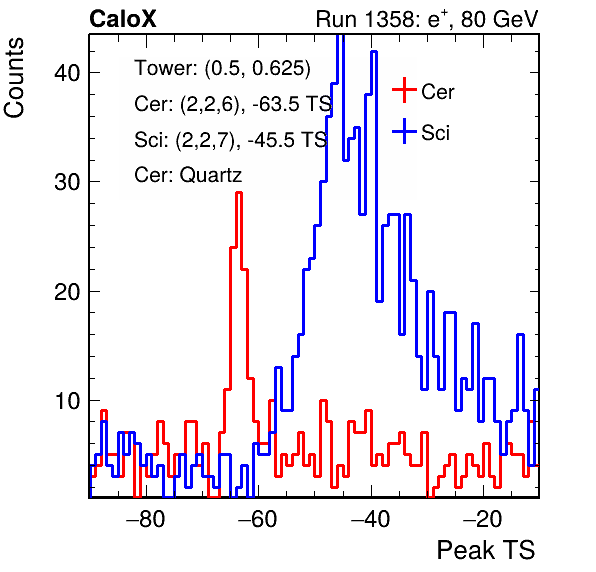 CaloX Run 1358: e⁺, 80 GeV
Counts
Tower: (0.5, 0.625)
Cer: (2,2,6), -63.5 TS
Sci: (2,2,7), -45.5 TS
Cer: Quartz
Cer
Sci
40
30
20
10
−80 −60 −40 −20
Peak TS